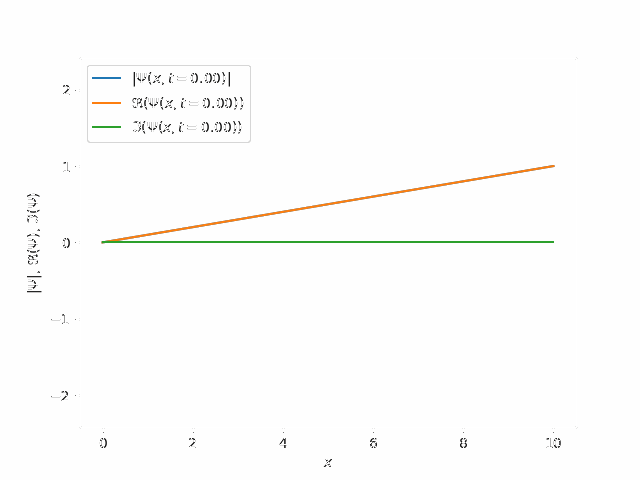 |Ψ(x, t = 0.00)|
ℜ(Ψ(x, t = 0.00))
ℑ(Ψ(x, t = 0.00))
2
1
0
−1
−2
|ψ|, ℜ(ψ), ℑ(ψ)
0 2 4 6 8 10
x